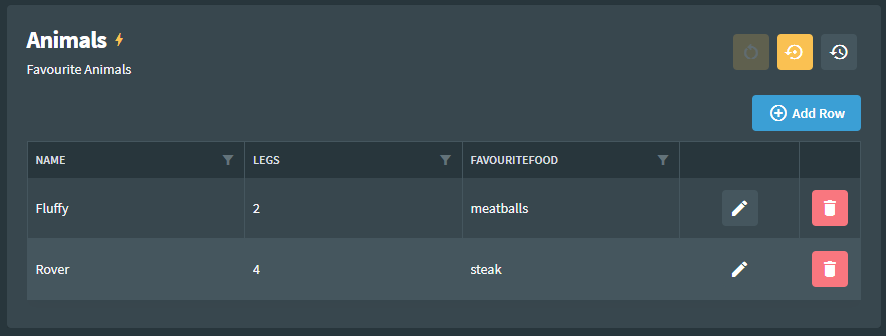 Animals
Favourite Animals
Add Row
NAME LEGS FAVOURITEFOOD
Fluffy 2 meatballs
Rover 4 steak